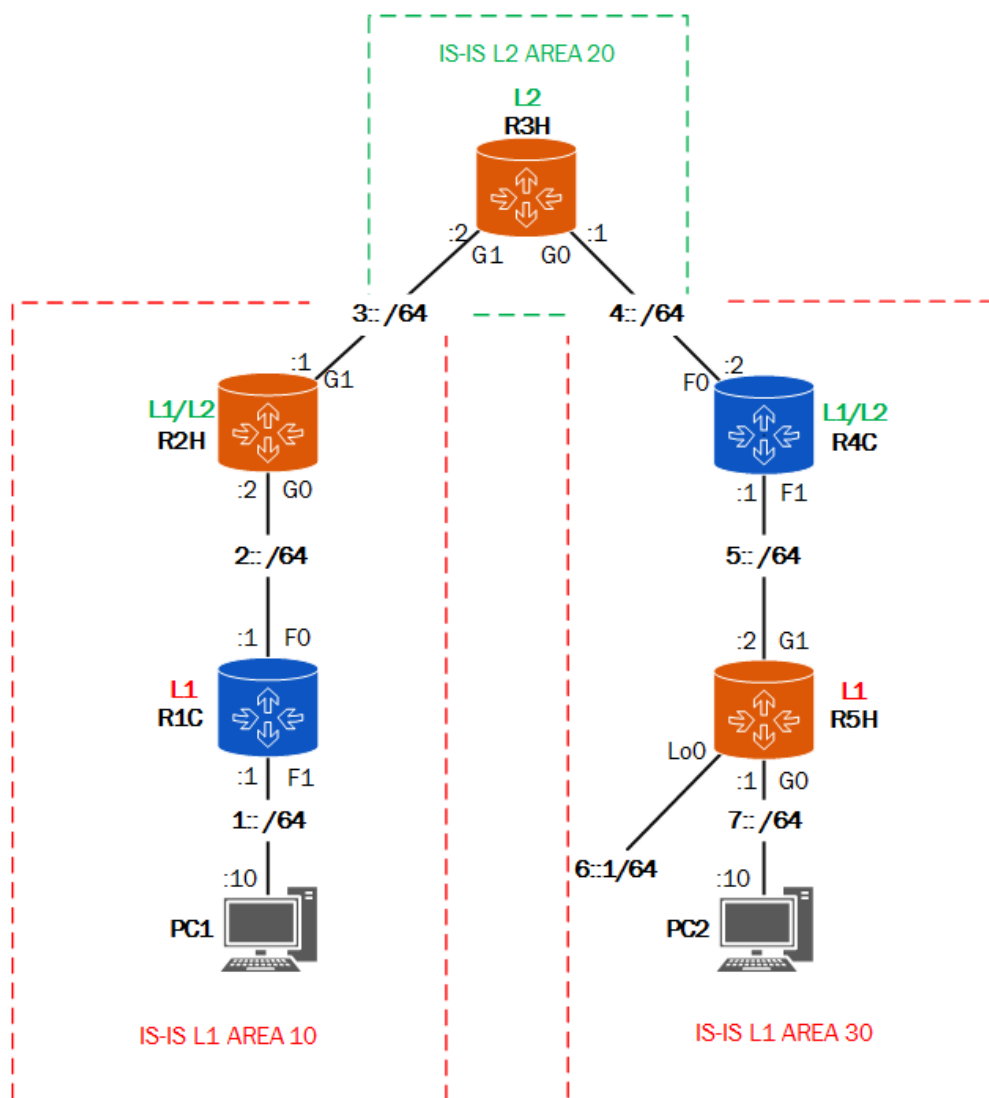 IS-IS L2 AREA 20
L2
R3H
:2
:1
G1
G0
3:: /64
4:: /64
:1
G1
:2
F0
L1/L2
R2H
L1/L2
R4C
:2
G0
:1
F1
2:: /64
5:: /64
:1
F0
:2
G1
L1
R1C
L1
R5H
Lo0
:1
F1
:1
G0
1:: /64
7:: /64
6::1/64
:10
:10
PC1
PC2
IS-IS L1 AREA 10
IS-IS L1 AREA 30